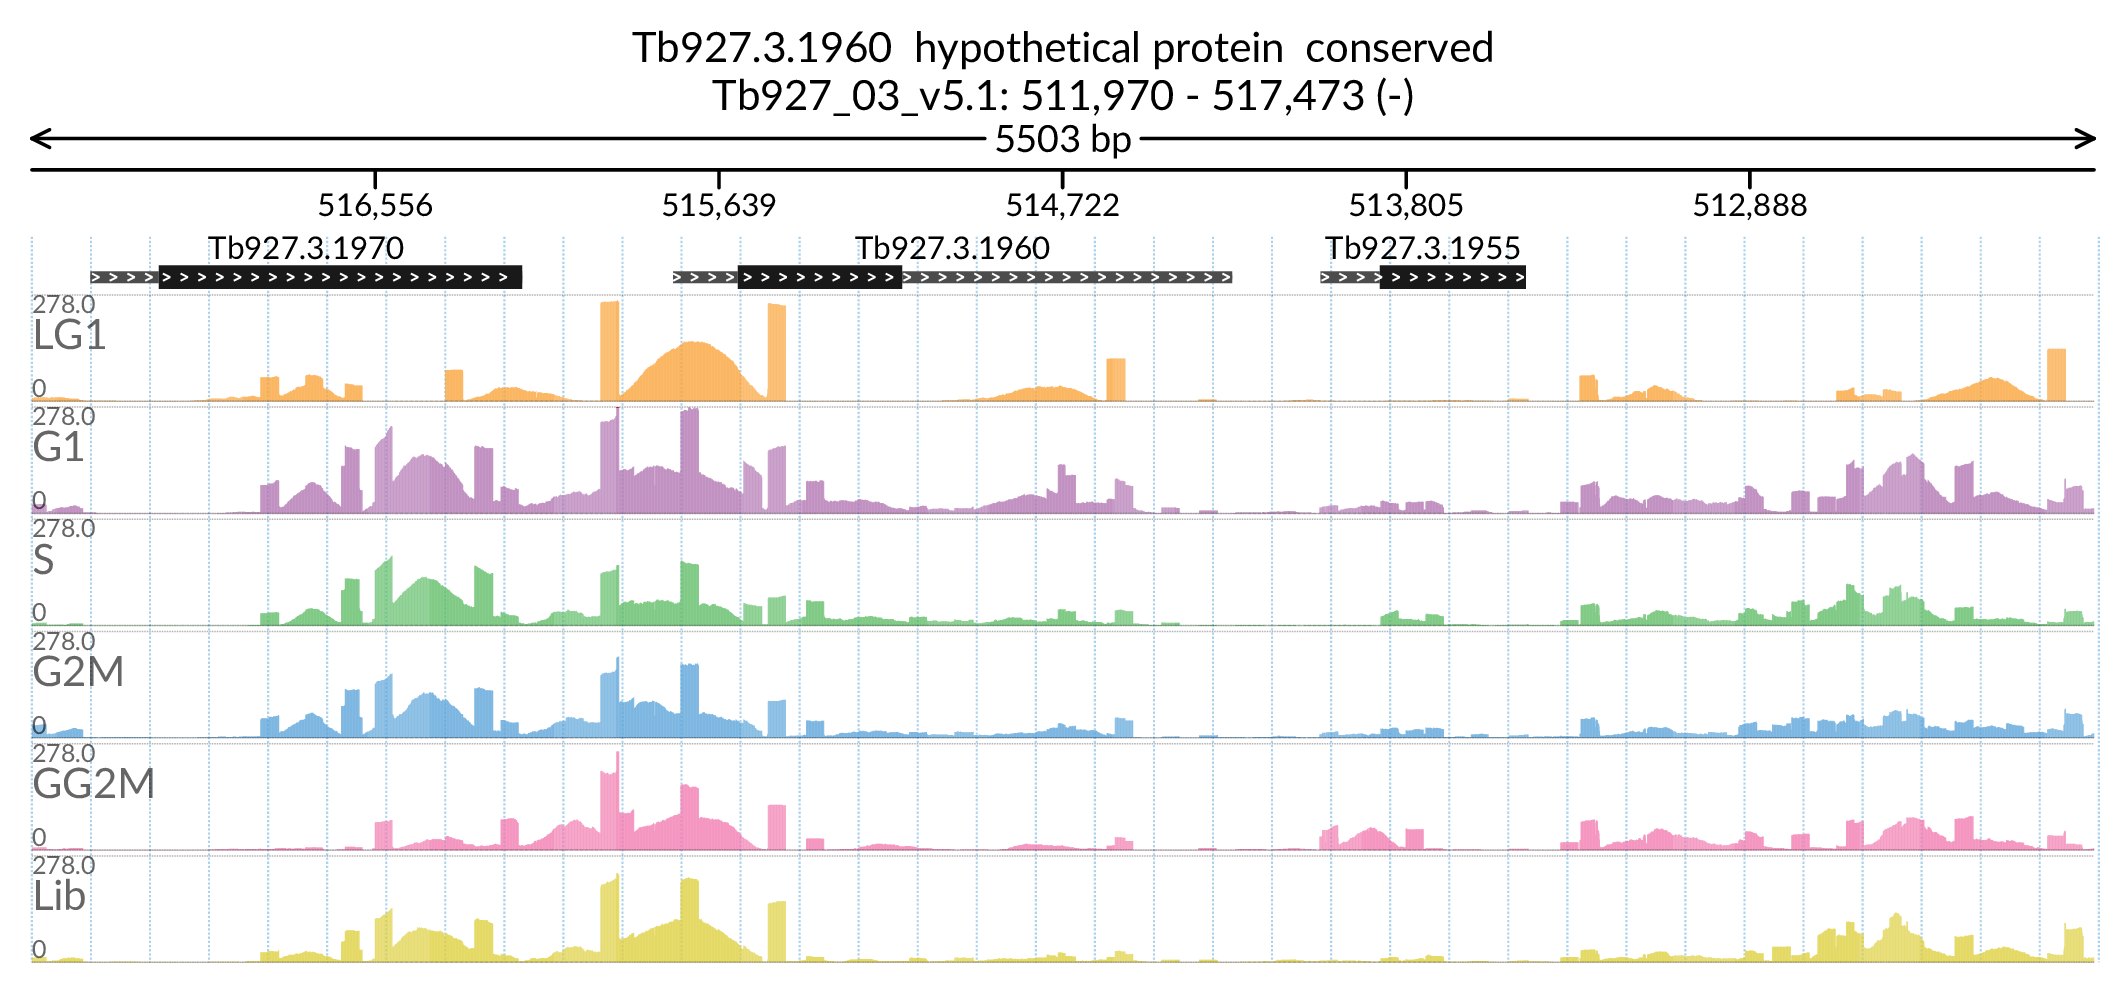 Tb927.3.1960  hypothetical protein  conserved
Tb927_03_v5.1: 511,970 - 517,473 (-)
5503 bp
516,556 515,639 514,722 513,805 512,888
Tb927.3.1970 Tb927.3.1960 Tb927.3.1955
278.0
LG1
0
278.0
G1
0
278.0
S
0
278.0
G2M
0
278.0
GG2M
0
278.0
Lib
0